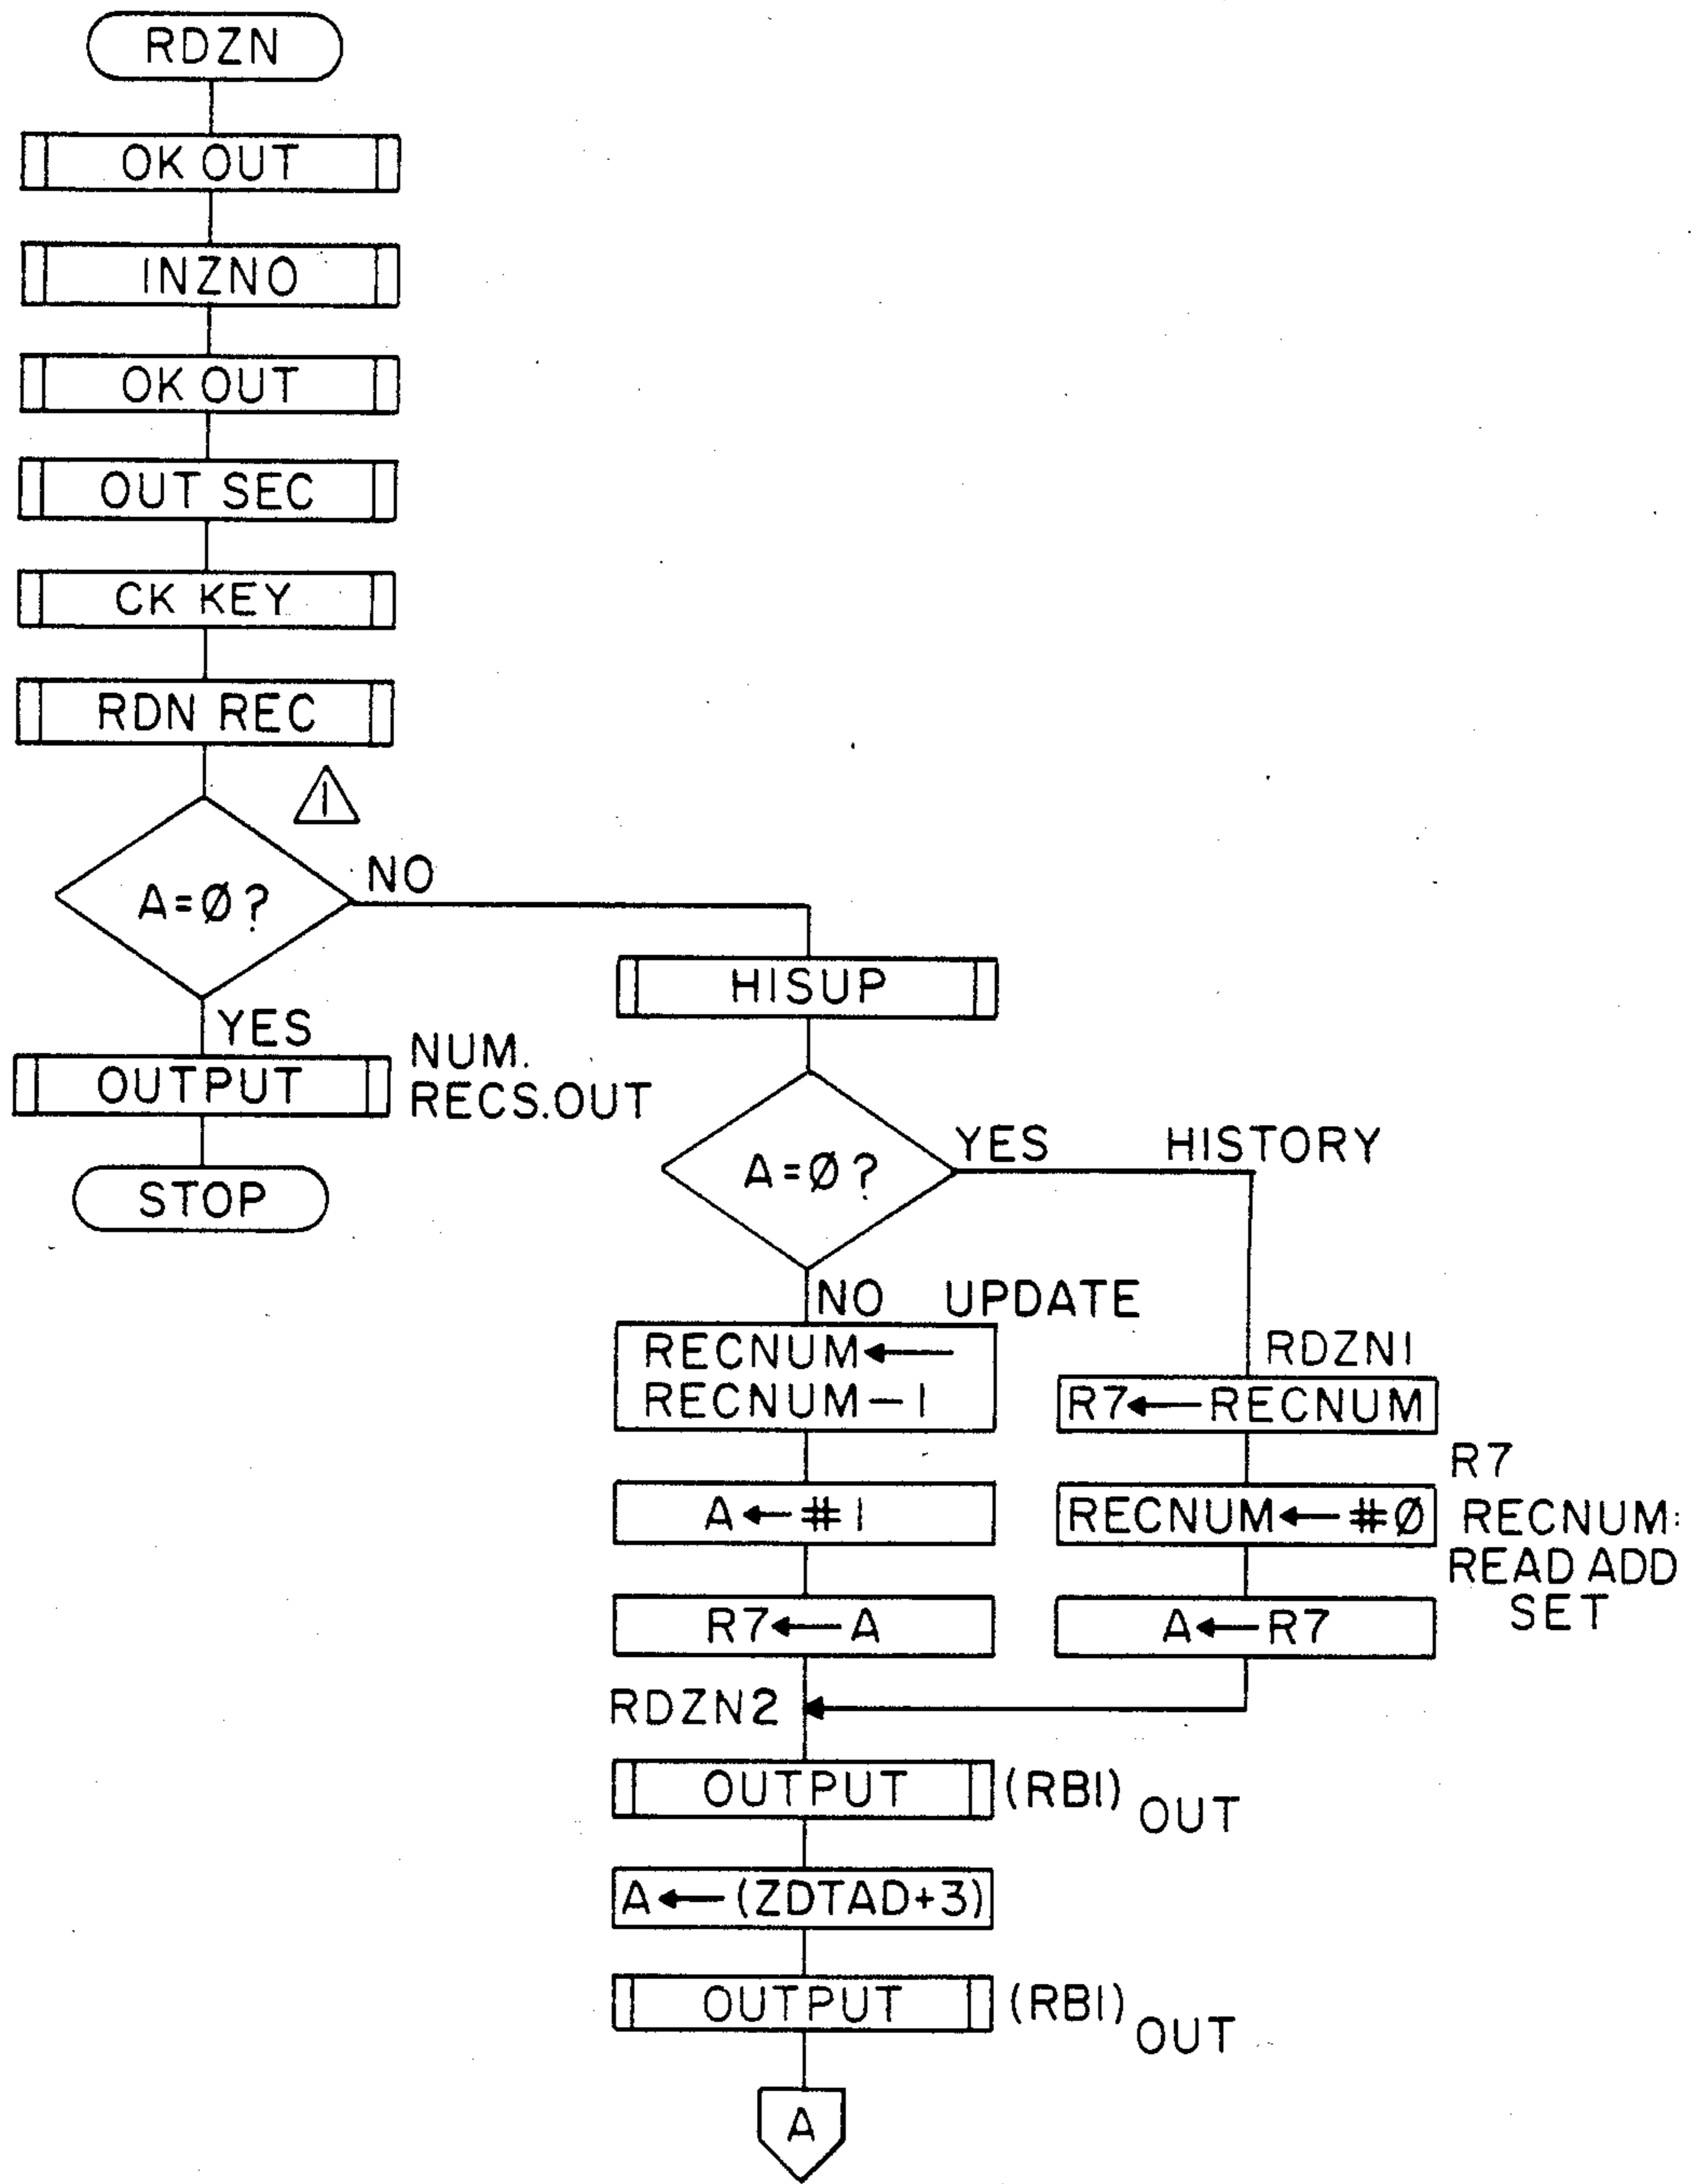 RDZN
OK OUT
INZNO
OK OUT
OUT SEC
CK KEY
RDN REC
1
A=Ø?
NO
YES
OUTPUT
NUM.
RECS.OUT
STOP
HISUP
A=Ø?
YES HISTORY
NO UPDATE
RECNUM←
RECNUM-1
A←#1
R7←A
RDZN1
R7←RECNUM
RECNUM←#Ø
A←R7
R7
RECNUM:
READ ADD
SET
RDZN2
OUTPUT (RB1) OUT
A←(ZDTAD+3)
OUTPUT (RB1) OUT
A